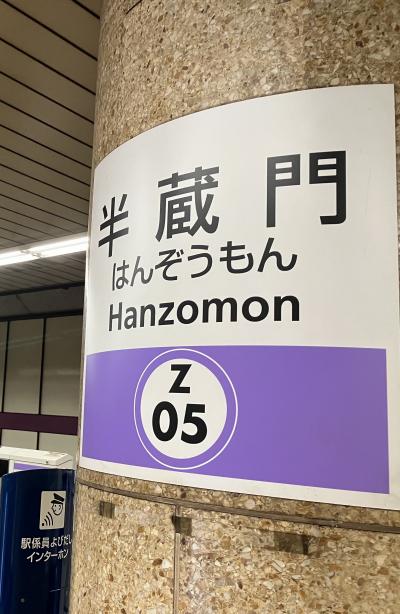 半蔵門
はんぞうもん
Hanzomon
Z
05
駅係員よびだし
インターホン